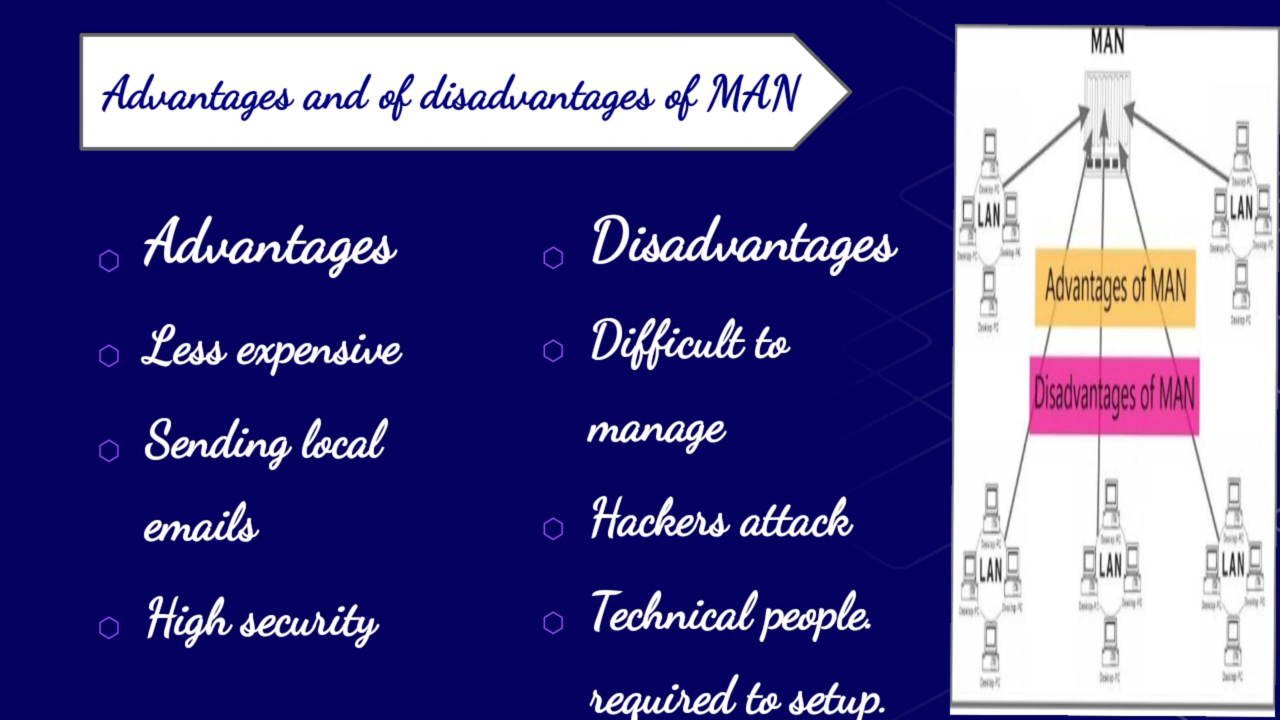 Advantages and of disadvantages of MAN
Advantages
Less expensive
Sending local
emails
High security
Disadvantages
Difficult to
manage
Hackers attack
Technical people.
required to setup.
MAN
LAN
LAN
Advantages of MAN
Disadvantages of MAN
LAN
LAN
LAN